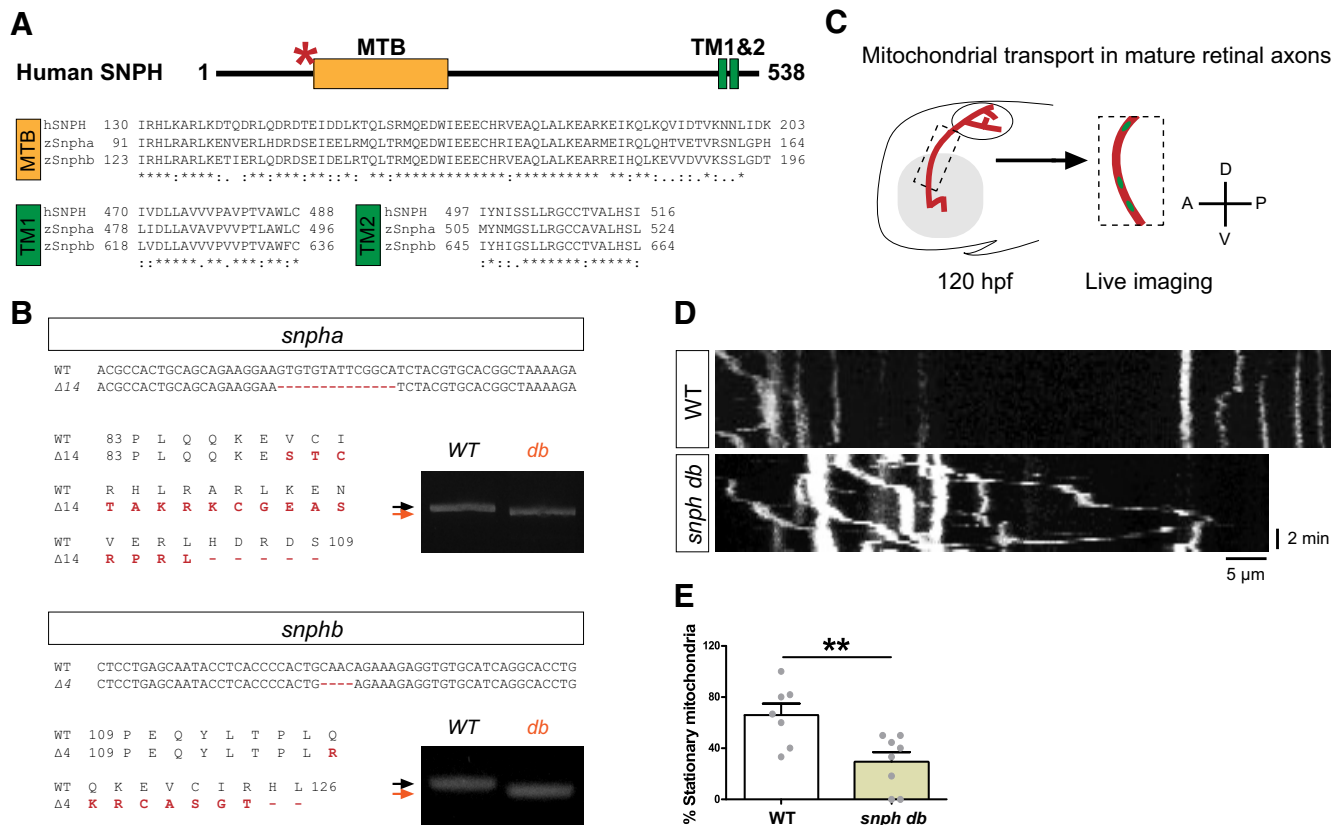 A
Human SNPH 1 * MTB TM1&2 538
MTB
hSNPH 130 IRHLKARLKDTQDRLQDRDTEIDDLKTQLSRMQEDWIEEECHRVEAQLALKEARKEIKQLKQVIDTVKNNLIDK 203
zSnpha 91 IRHLRARLKENVERLHDRDSEIEELKTQLSRMQEDWIEEECHRIEAQLALKEARMEIRQLQHTVETVRSNLGPH 164
zSnphb 123 IRHLRARLKETIERLQDRDSEIDELRTQLTRMQEDWIEEECHRVEAQLALKEARREIHQLKEVVDVVKSSLGDT 196
TM1
hSNPH 470 IVDLLAVVVPAVPTVAWLC 488
zSnpha 478 LIDLLAVAVPVVPTLAWLC 496
zSnphb 618 LVDLLAVVVPVVPTVAWFC 636
::*****.**.***:**:*
TM2
hSNPH 497 IYNISSLLRGCCTVALHSI 516
zSnpha 505 MYNMGSLLRGCCAVALHSL 524
zSnphb 645 IYHIGSLLRGCCTVALHSL 664
:*::.*******:*****:
B
snpha
WT ACGCCACTGCAGCAGAAGGAAGTGTGTATTCGGCATCTACGTGCACGGCTAAAAGA
Δ14 ACGCCACTGCAGCAGAAGGAA--------------TCTACGTGCACGGCTAAAAGA
WT 83 P L Q Q K E V C I
Δ14 83 P L Q Q K E S T C
WT R H L R A R L K E N
Δ14 T A K R K C G E A S
WT V E R L H D R D S 109
Δ14 R P R L - - - - -
WT db
snphb
WT CTCCTGAGCAATACCTCACCCCACTGCAACAGAAAGAGGTGTGCATCAGGCACCTG
Δ4 CTCCTGAGCAATACCTCACCCCACTG----AGAAAGAGGTGTGCATCAGGCACCTG
WT 109 P E Q Y L T P L Q
Δ4 109 P E Q Y L T P L R
WT Q K E V C I R H L 126
Δ4 K R C A S G T - -
WT db
C
Mitochondrial transport in mature retinal axons
D
A P
V
120 hpf Live imaging
D
WT
snph db
2 min
5 µm
E
% Stationary mitochondria
120
80
40
0
**
WT snph db